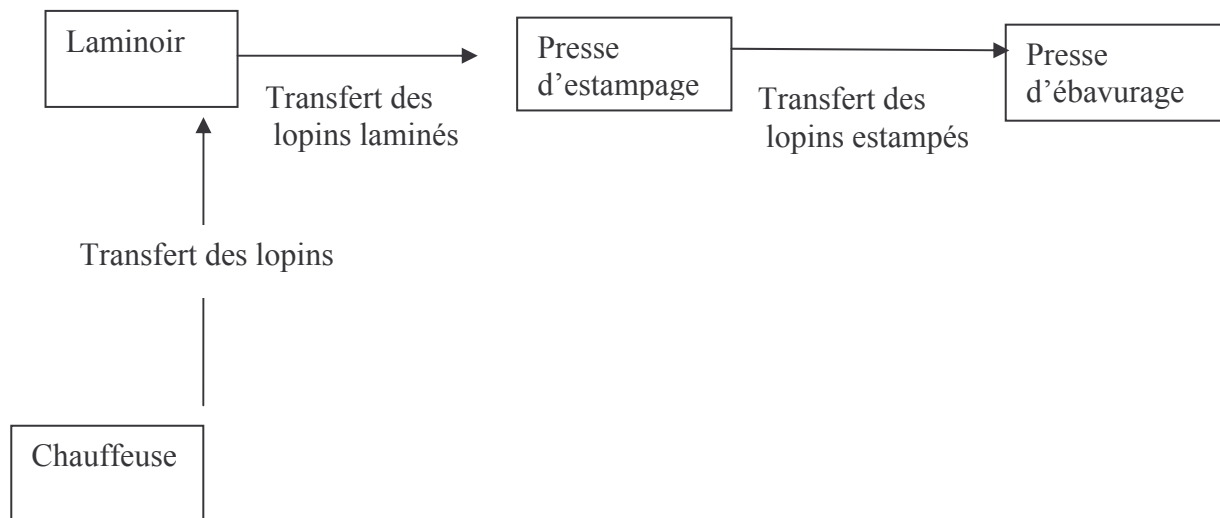 Laminoir
Transfert des
lopins laminés
Presse
d'estampage
Transfert des
lopins estampés
Presse
d'ébavurage
Transfert des lopins
Chauffeuse